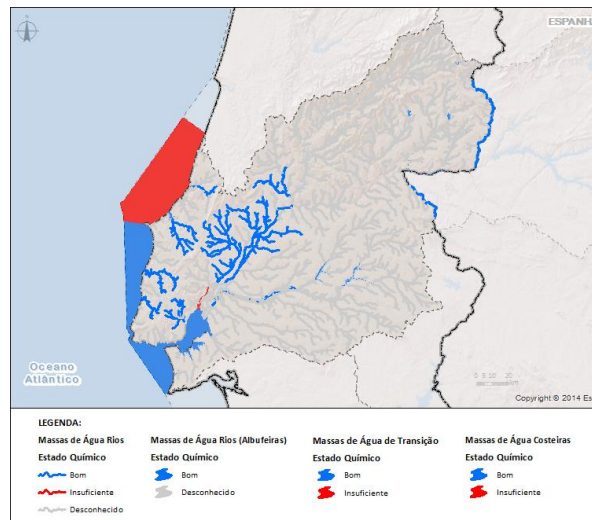 ESPANH
Oceano
Atlântico
Copyright © 2014 Es
LEGENDA:
Massas de Água Rios
Estado Químico
Bom
Insuficiente
Desconhecido
Massas de Água Rios (Albufeiras)
Estado Químico
Bom
Desconhecido
Massas de Água de Transição
Estado Químico
Bom
Insuficiente
Massas de Água Costeiras
Estado Químico
Bom
Insuficiente